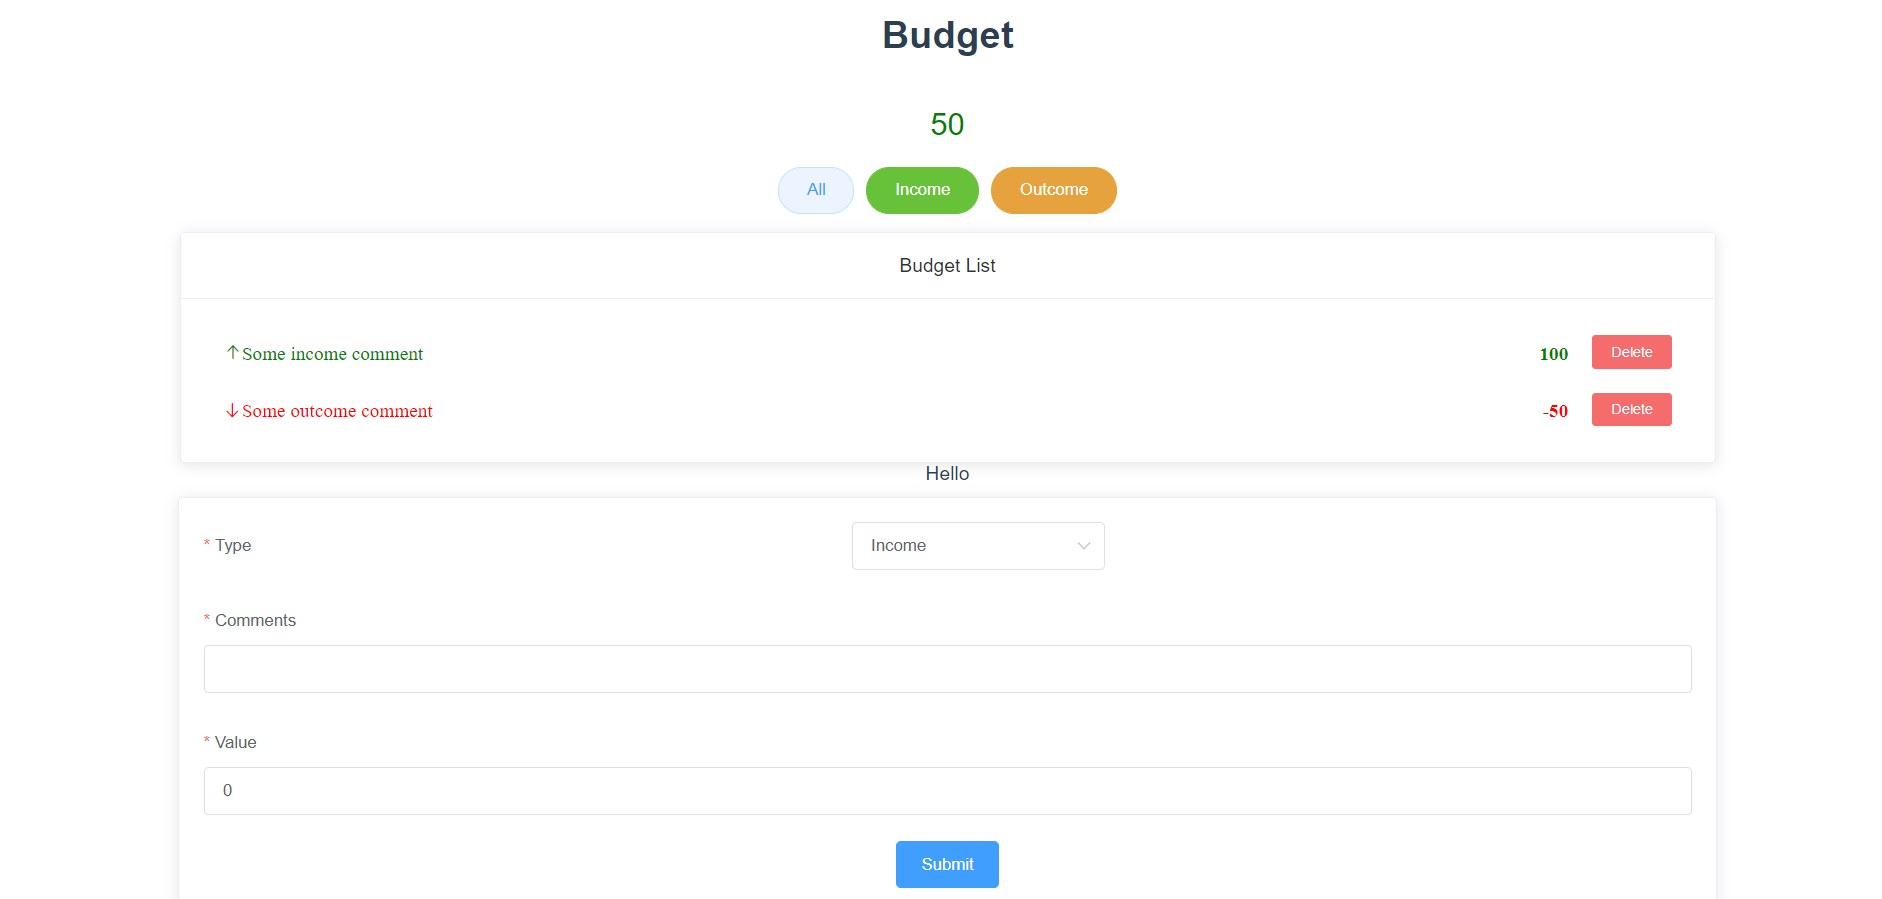 Budget
50
All Income Outcome
Budget List
Some income comment 100 Delete
Some outcome comment -50 Delete
Hello
* Type Income
* Comments
* Value
0
Submit